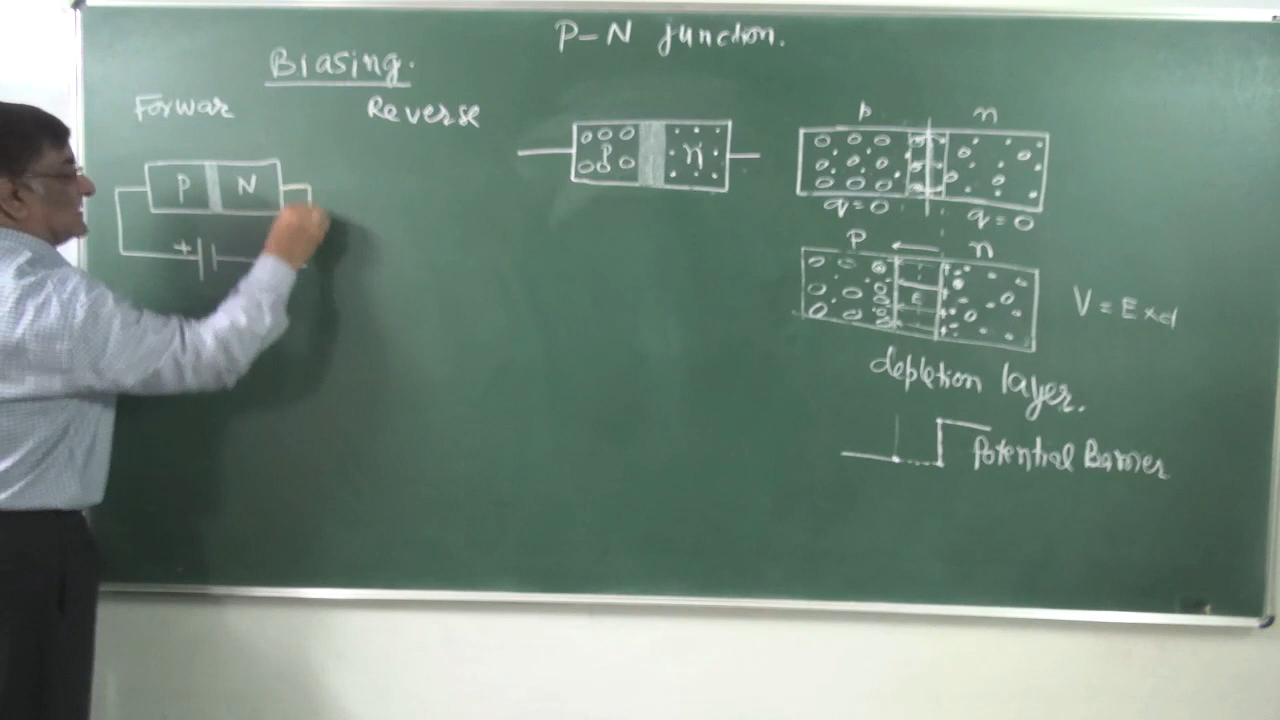 P-N junction.
Biasing.
Forwar
Reverse
P N
+
P n
p n
q=0 q=0
P n
E
V = E×d
depletion layer.
Potential Barrier